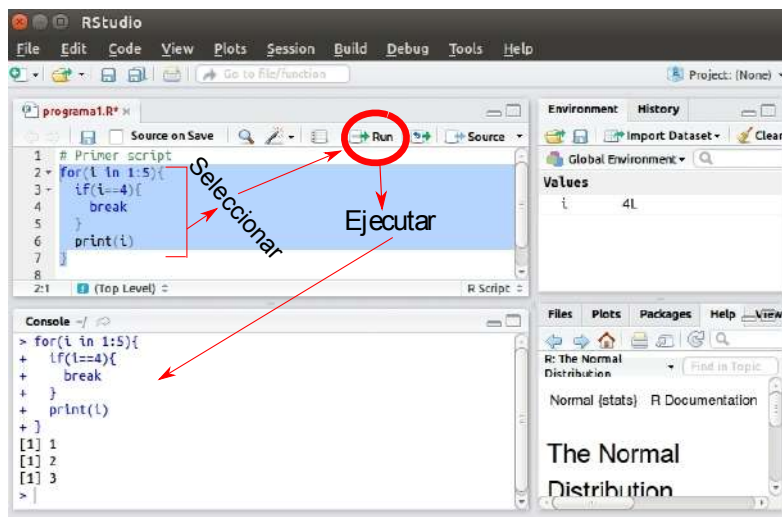 RStudio
File Edit Code View Plots Session Build Debug Tools Help
Go to file/function
Project: (None)
programa1.R*
Source on Save
Run
Source
1 # Primer script
2 for(i in 1:5){
3 if(i==4){
4 break
5 }
6 print(i)
7 }
8
Seleccionar
Ejecutar
2:1 (Top Level) R Script
Console ~/
> for(i in 1:5){
+ if(i==4){
+ break
+ }
+ print(i)
+ }
[1] 1
[1] 2
[1] 3
>
Environment History
Import Dataset Clear
Global Environment
Values
i 4L
Files Plots Packages Help View
R: The Normal
Distribution
Find in Topic
Normal {stats} R Documentation
The Normal
Distribution